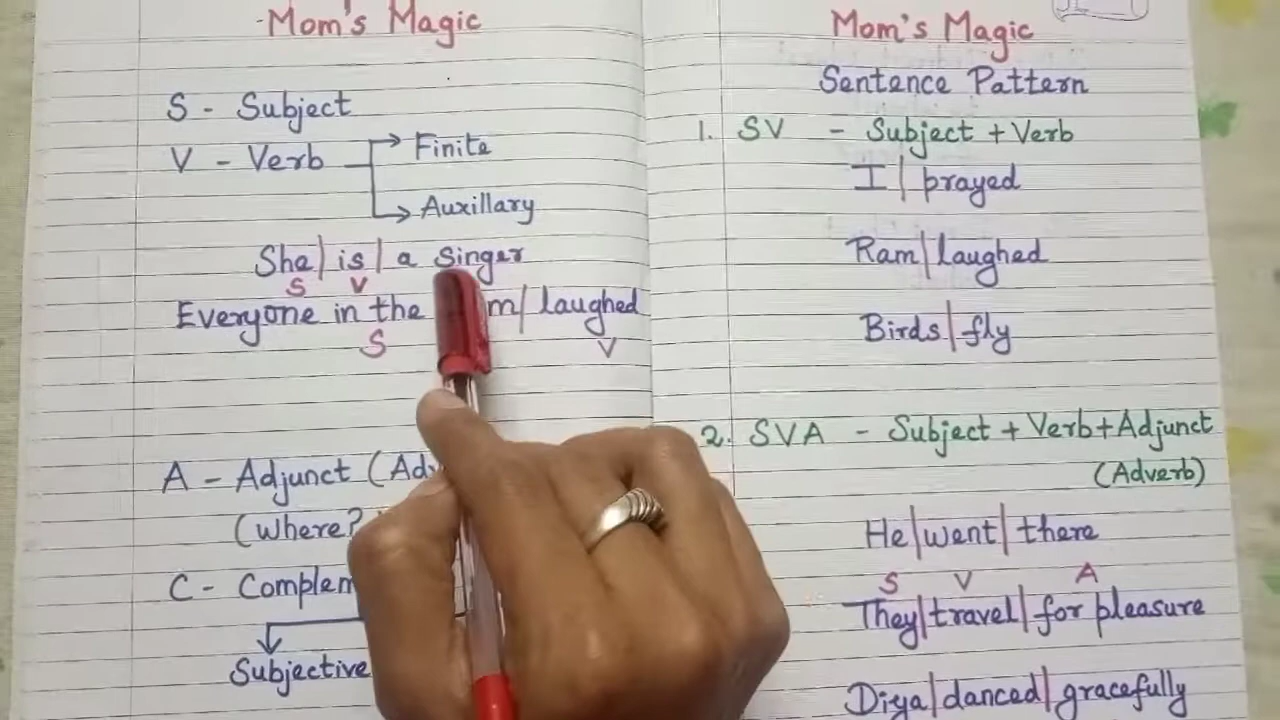 Mom's Magic
S - Subject
V - Verb
Finite
Auxillary
She| is| a Singer
S V
Everyone in the m| laughed
S V
A - Adjunct (Adv
(Where?
C - Complem
Subjective
Mom's Magic
Sentence Pattern
1. SV - Subject + Verb
I| prayed
Ram| laughed
Birds| fly
2. SVA - Subject + Verb + Adjunct
(Adverb)
He| went| there
S V A
They| travel| for pleasure
Diya| danced| gracefully